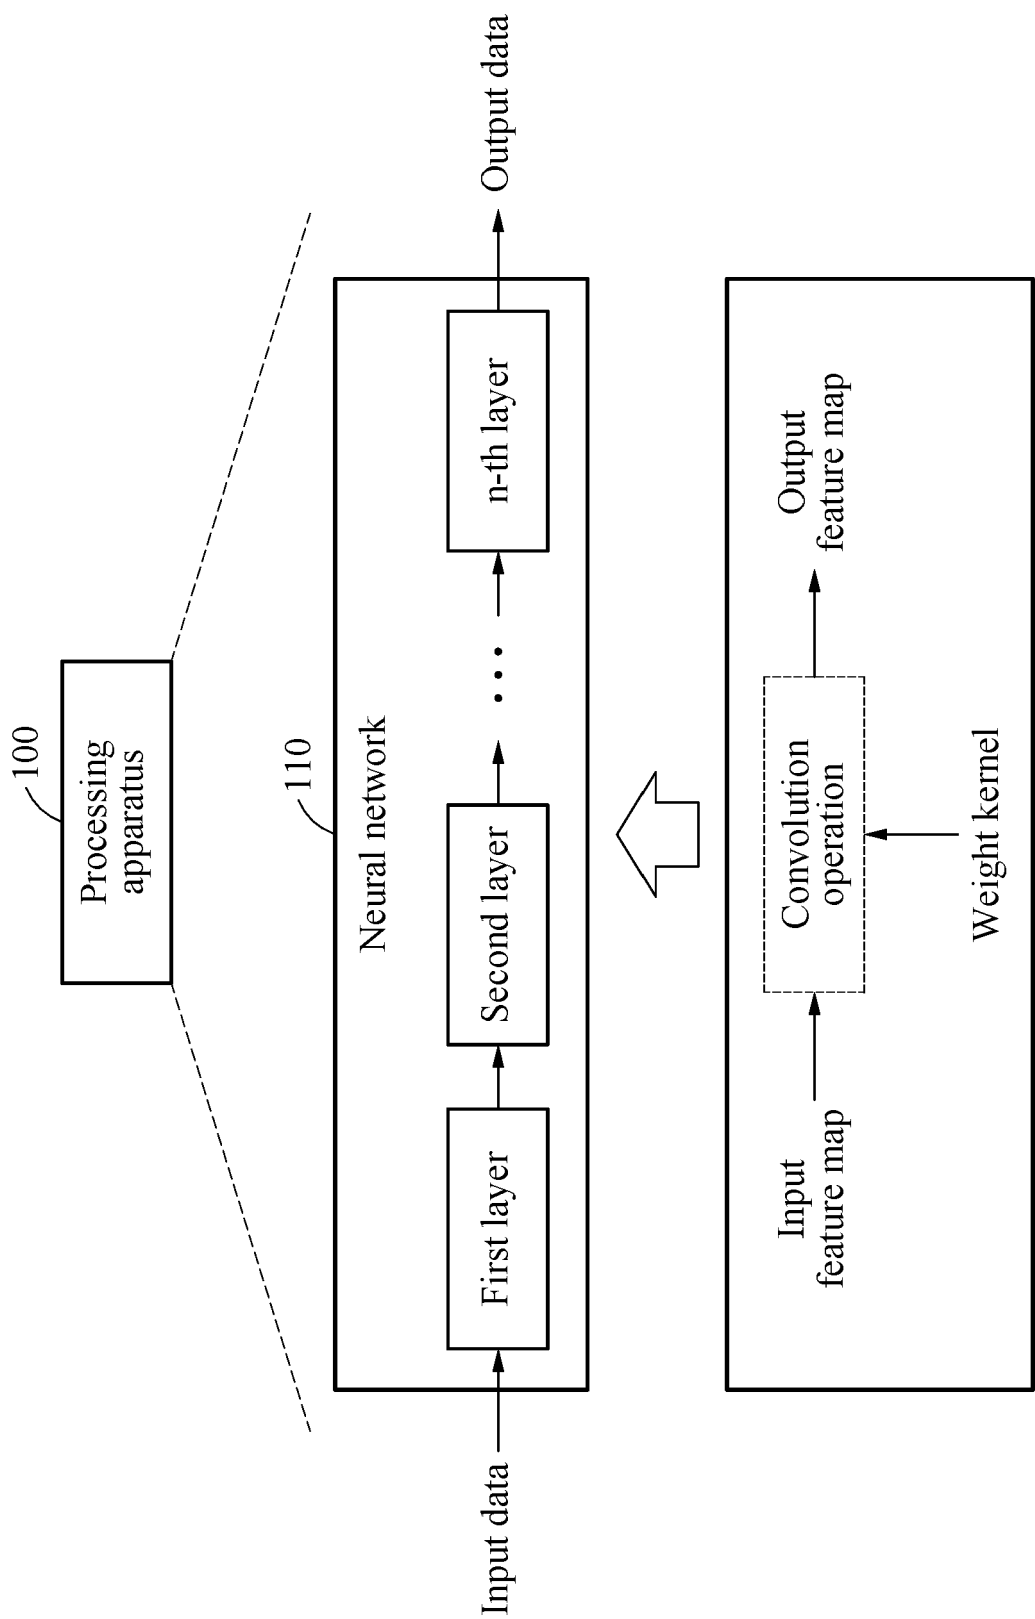 100
Processing
apparatus
110
Neural network
Input data
First layer
Second layer
...
n-th layer
Output data
Input
feature map
Convolution
operation
Output
feature map
Weight kernel